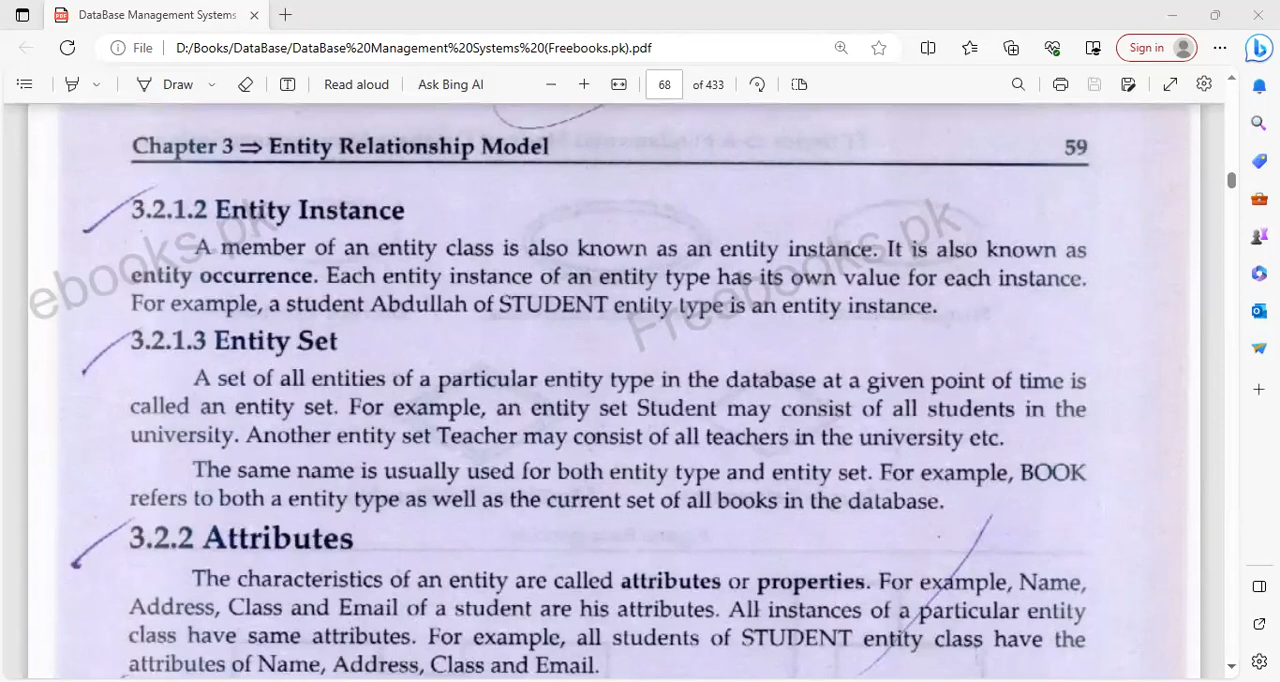 DataBase Management Systems
File D:/Books/DataBase/DataBase%20Management%20Systems%20(Freebooks.pk).pdf Sign in
Draw Read aloud Ask Bing AI 68 of 433
Chapter 3 ⇒ Entity Relationship Model 59
3.2.1.2 Entity Instance
A member of an entity class is also known as an entity instance. It is also known as
entity occurrence. Each entity instance of an entity type has its own value for each instance.
For example, a student Abdullah of STUDENT entity type is an entity instance.
3.2.1.3 Entity Set
A set of all entities of a particular entity type in the database at a given point of time is
called an entity set. For example, an entity set Student may consist of all students in the
university. Another entity set Teacher may consist of all teachers in the university etc.
The same name is usually used for both entity type and entity set. For example, BOOK
refers to both a entity type as well as the current set of all books in the database.
3.2.2 Attributes
The characteristics of an entity are called attributes or properties. For example, Name,
Address, Class and Email of a student are his attributes. All instances of a particular entity
class have same attributes. For example, all students of STUDENT entity class have the
attributes of Name, Address, Class and Email.
ebooks.pk
Freebooks.pk